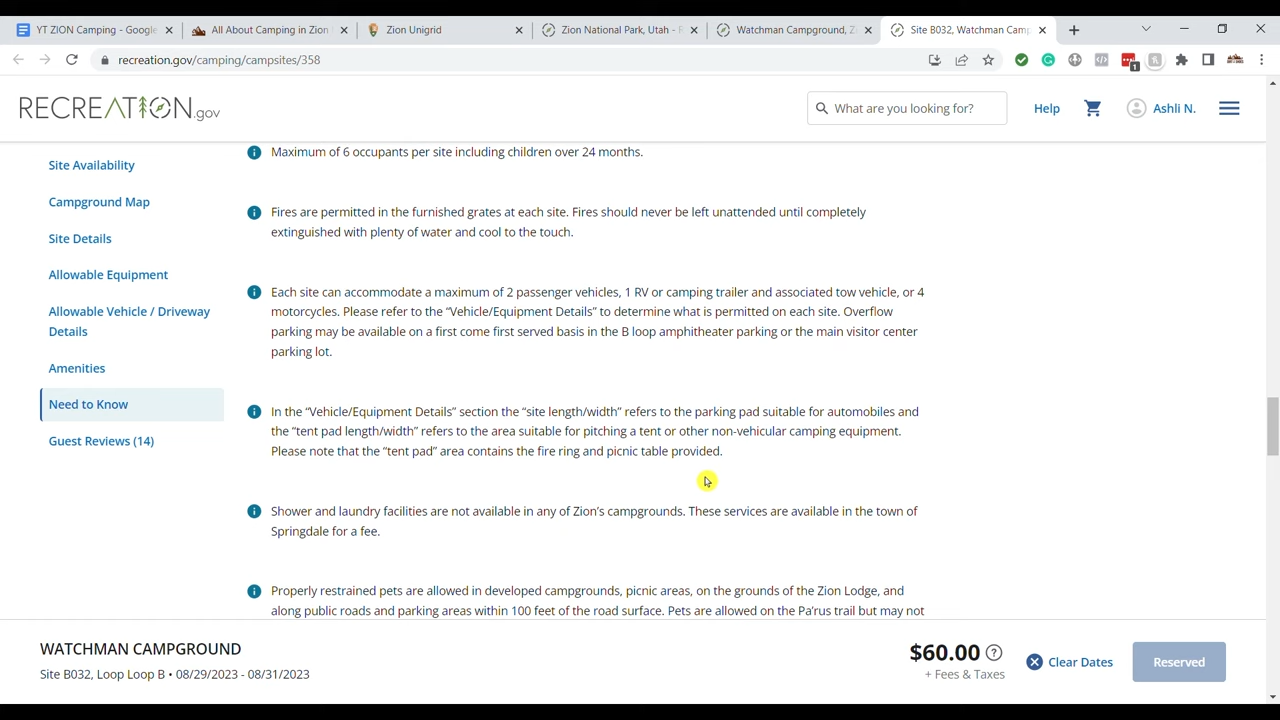 YT ZION Camping - Google
All About Camping in Zion
Zion Unigrid
Zion National Park, Utah - R
Watchman Campground, Z
Site B032, Watchman Camp
recreation.gov/camping/campsites/358
1
RECREATION.gov
What are you looking for?
Help
Ashli N.
Site Availability
Campground Map
Site Details
Allowable Equipment
Allowable Vehicle / Driveway
Details
Amenities
Need to Know
Guest Reviews (14)
Maximum of 6 occupants per site including children over 24 months.
Fires are permitted in the furnished grates at each site. Fires should never be left unattended until completely
extinguished with plenty of water and cool to the touch.
Each site can accommodate a maximum of 2 passenger vehicles, 1 RV or camping trailer and associated tow vehicle, or 4
motorcycles. Please refer to the “Vehicle/Equipment Details” to determine what is permitted on each site. Overflow
parking may be available on a first come first served basis in the B loop amphitheater parking or the main visitor center
parking lot.
In the “Vehicle/Equipment Details” section the “site length/width” refers to the parking pad suitable for automobiles and
the “tent pad length/width” refers to the area suitable for pitching a tent or other non-vehicular camping equipment.
Please note that the “tent pad” area contains the fire ring and picnic table provided.
Shower and laundry facilities are not available in any of Zion’s campgrounds. These services are available in the town of
Springdale for a fee.
Properly restrained pets are allowed in developed campgrounds, picnic areas, on the grounds of the Zion Lodge, and
along public roads and parking areas within 100 feet of the road surface. Pets are allowed on the Pa'rus trail but may not
WATCHMAN CAMPGROUND
Site B032, Loop Loop B • 08/29/2023 - 08/31/2023
$60.00
+ Fees & Taxes
Clear Dates
Reserved